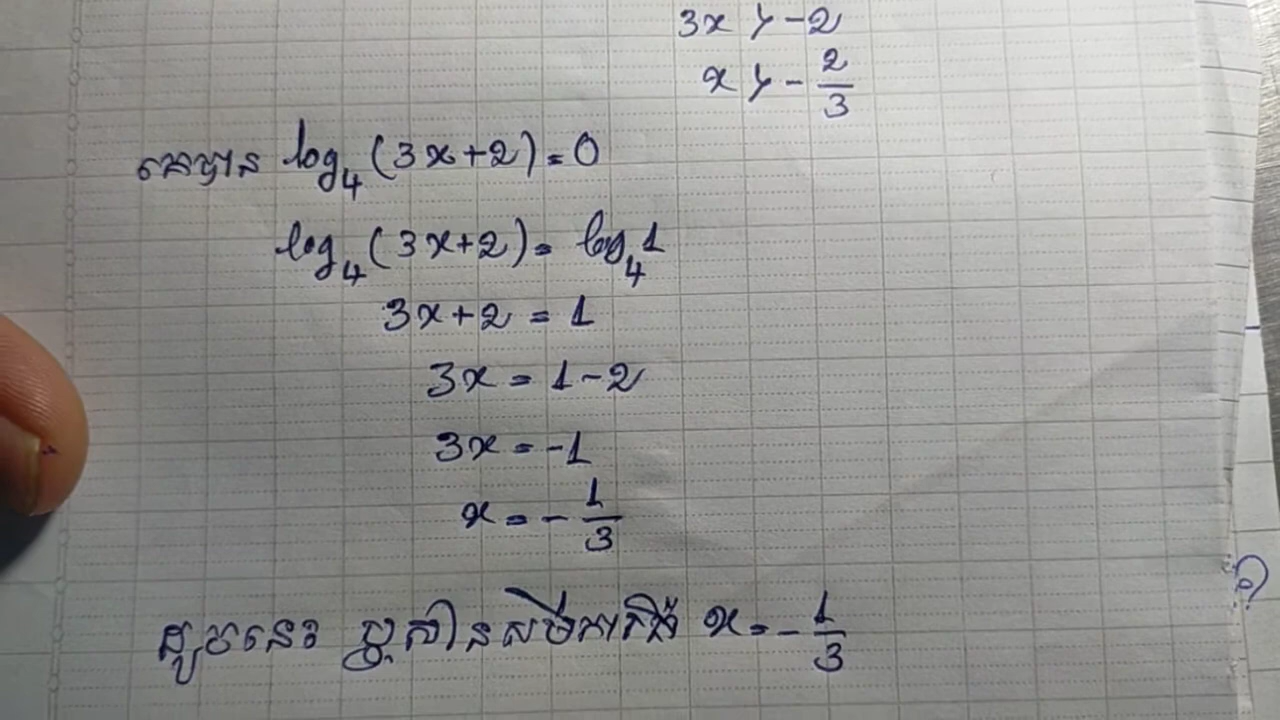 3x > -2
x > - 2/3
គេបាន log₄(3x+2) = 0
log₄(3x+2) = log₄1
3x+2 = 1
3x = 1-2
3x = -1
x = - 1/3
ដូចនេះ ឫសនៃសមីការគឺ x = - 1/3